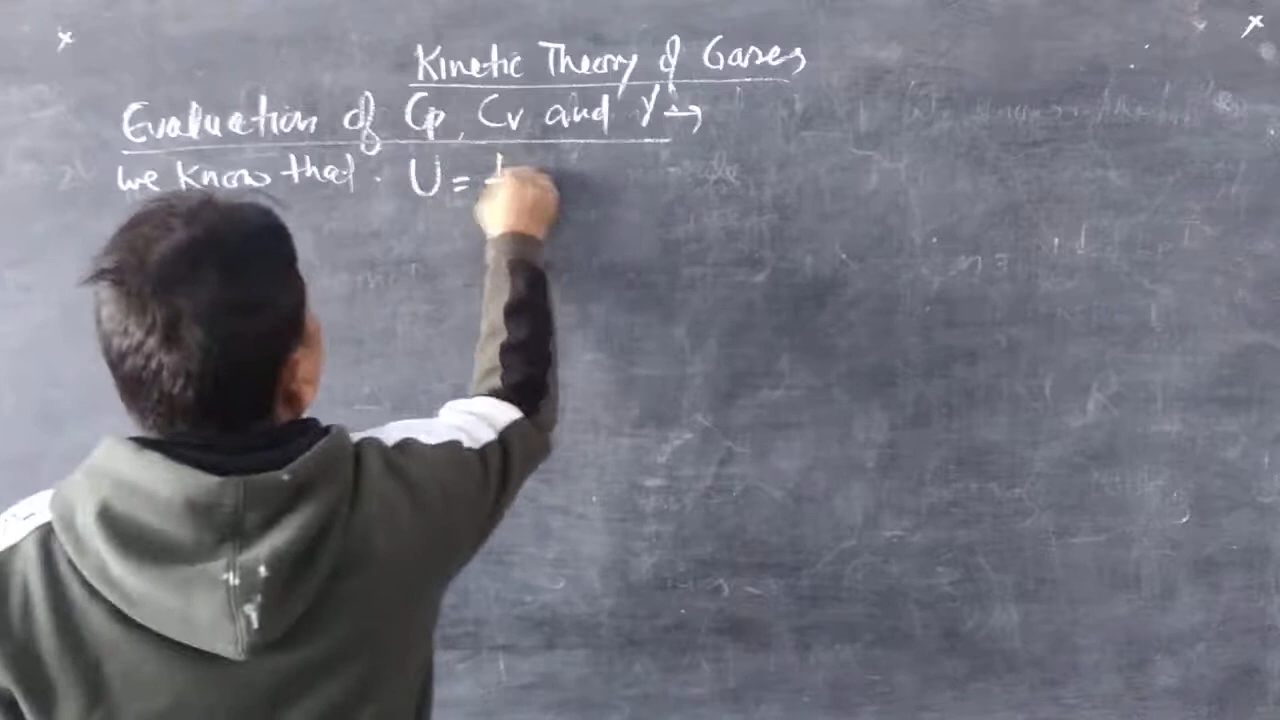 Kinetic Theory of Gases
Evaluation of Cp, Cv and γ→
we know that. U =